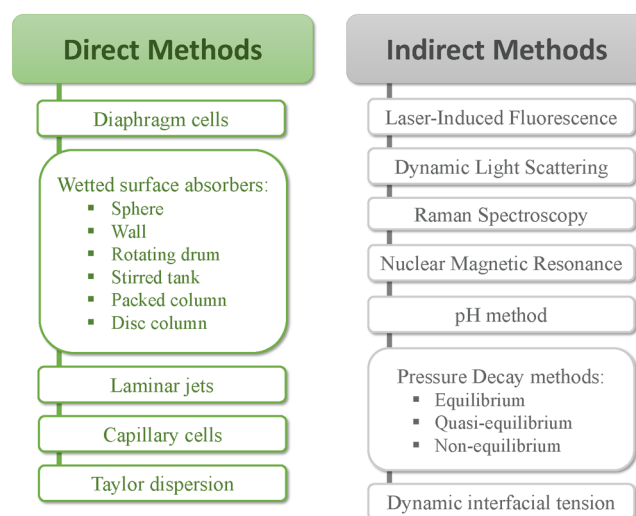 Direct Methods
Diaphragm cells
Wetted surface absorbers:
▪ Sphere
▪ Wall
▪ Rotating drum
▪ Stirred tank
▪ Packed column
▪ Disc column
Laminar jets
Capillary cells
Taylor dispersion
Indirect Methods
Laser-Induced Fluorescence
Dynamic Light Scattering
Raman Spectroscopy
Nuclear Magnetic Resonance
pH method
Pressure Decay methods:
▪ Equilibrium
▪ Quasi-equilibrium
▪ Non-equilibrium
Dynamic interfacial tension